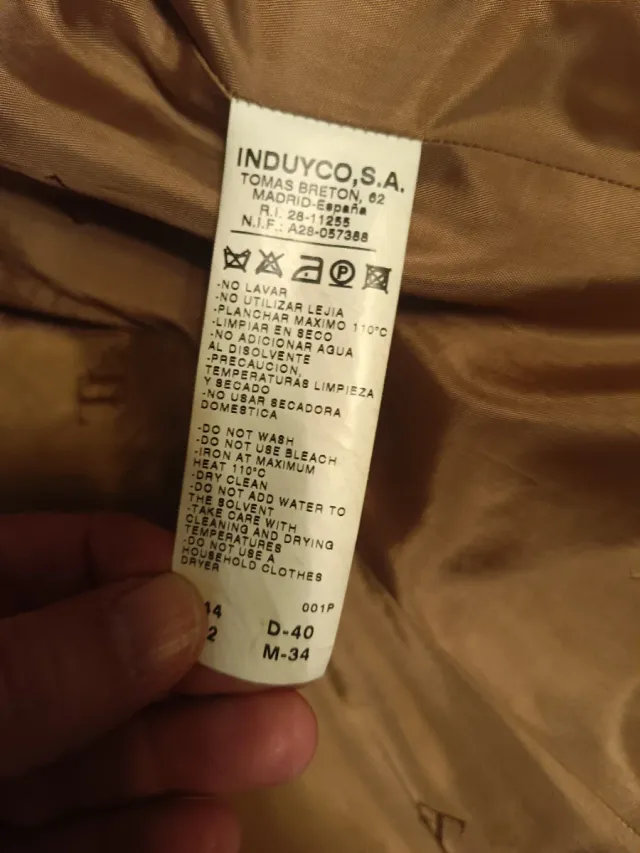 INDUYCO,S.A.
TOMAS BRETON, 62
MADRID-España
R.I. 28-11255
N.I.F.: A28-057388
P
-NO LAVAR
-NO UTILIZAR LEJIA
-PLANCHAR MAXIMO 110°C
-LIMPIAR EN SECO
-NO ADICIONAR AGUA
AL DISOLVENTE
-PRECAUCION,
TEMPERATURAS LIMPIEZA
Y SECADO
-NO USAR SECADORA
DOMESTICA
-DO NOT WASH
-DO NOT USE BLEACH
-IRON AT MAXIMUM
HEAT 110°C
-DRY CLEAN
-DO NOT ADD WATER TO
THE SOLVENT
-TAKE CARE WITH
CLEANING AND DRYING
TEMPERATURES
-DO NOT USE A
HOUSEHOLD CLOTHES
DRYER
001P
D-40
M-34